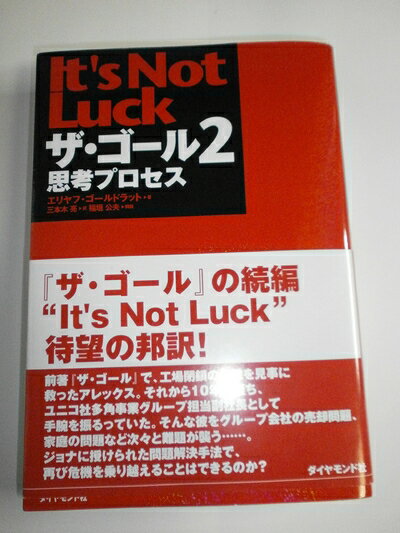 It's Not
Luck
ザ・ゴール2
思考プロセス
エリヤフ・ゴールドラット・著
三本木 亮・訳 稲垣 公夫・解説
『ザ・ゴール』の続編
“It's Not Luck”
待望の邦訳!
前著『ザ・ゴール』で、工場閉鎖の を見事に
救ったアレックス。それから10
ユニコ社多角事業グループ担当副社長として
手腕を振るっていた。そんな彼をグループ会社の売却問題、
家庭の問題など次々と難題が襲う……。
ジョナに授けられた問題解決手法で、
再び危機を乗り越えることはできるのか?
ダイヤモンド社